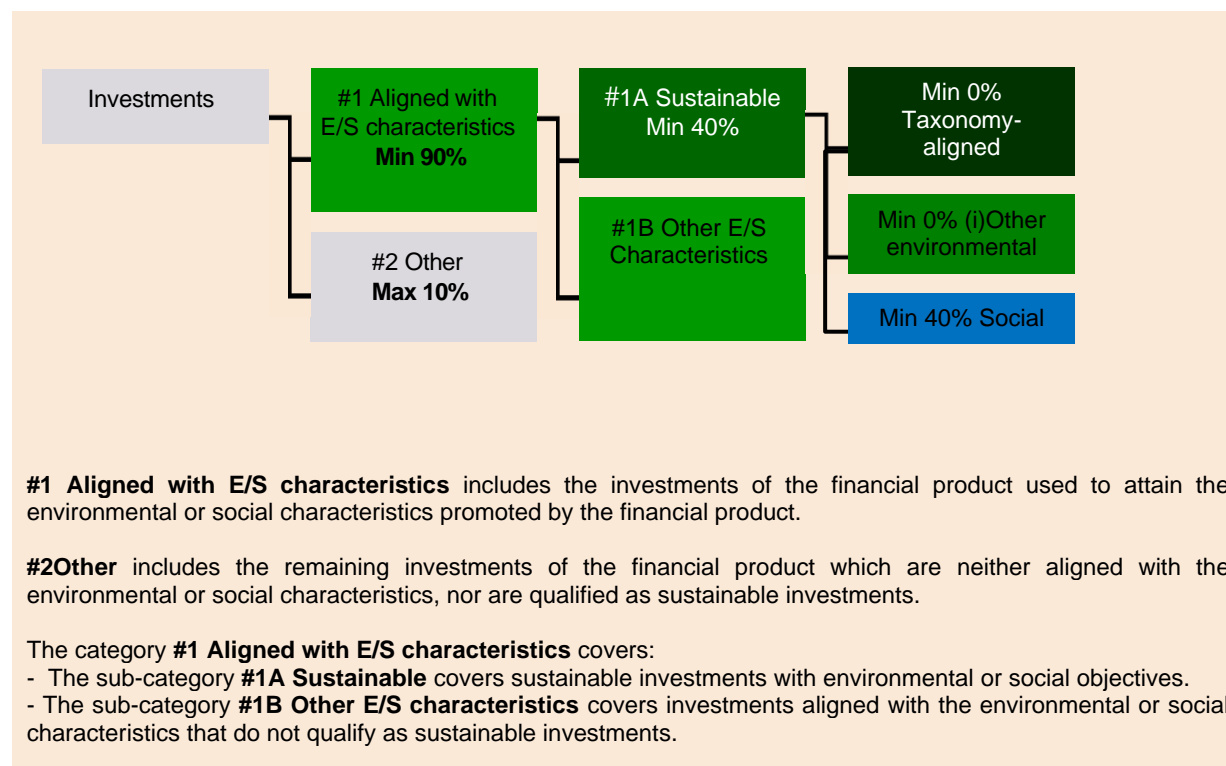 Investments
#1 Aligned with
E/S characteristics
Min 90%
#2 Other
Max 10%
#1A Sustainable
Min 40%
#1B Other E/S
Characteristics
Min 0%
Taxonomy-
aligned
Min 0% (i)Other
environmental
Min 40% Social
#1 Aligned with E/S characteristics includes the investments of the financial product used to attain the
environmental or social characteristics promoted by the financial product.
#2Other includes the remaining investments of the financial product which are neither aligned with the
environmental or social characteristics, nor are qualified as sustainable investments.
The category #1 Aligned with E/S characteristics covers:
- The sub-category #1A Sustainable covers sustainable investments with environmental or social objectives.
- The sub-category #1B Other E/S characteristics covers investments aligned with the environmental or social
characteristics that do not qualify as sustainable investments.